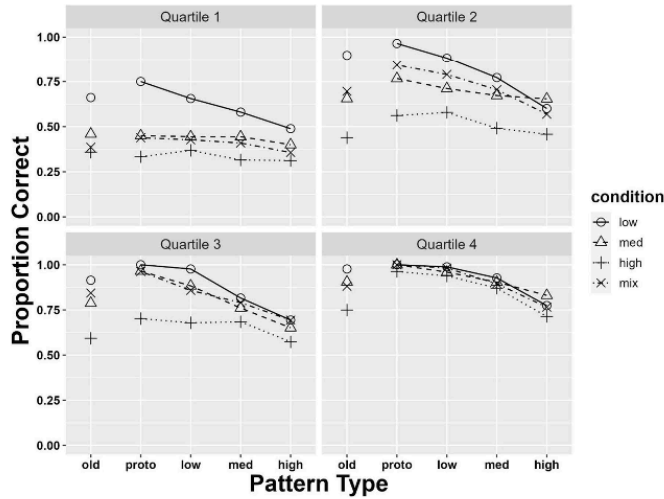 Quartile 1
Quartile 2
1.00
0.75
0.50
0.25
0.00
Quartile 3
Quartile 4
1.00
0.75
0.50
0.25
0.00
Proportion Correct
old proto low med high
old proto low med high
Pattern Type
condition
low
med
high
mix